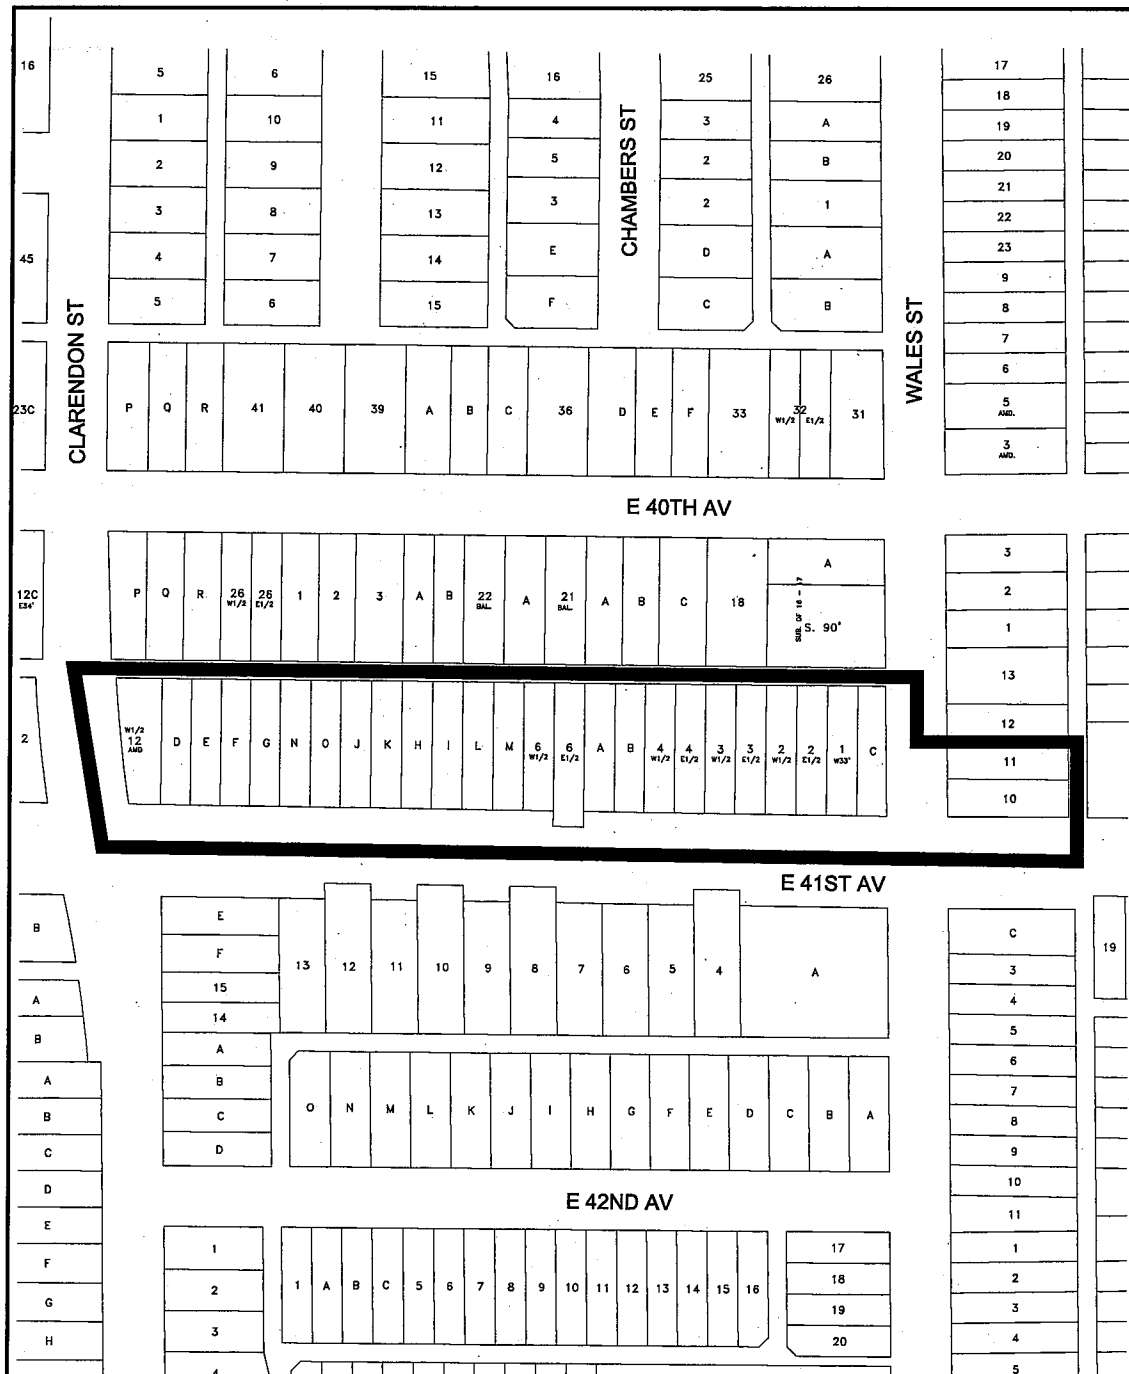 16 5 6 15 16 25 26 17
18
1 10 11 4 3 A 19
2 9 12 5 2 B 20
21
3 8 13 3 2 1 22
CHAMBERS ST
45 4 7 14 E D A 23
9
5 6 15 F C B 8
CLARENDON ST
WALES ST
7
6
23C P Q R 41 40 39 A B C 36 D E F 33 32 31 5
W1/2 E1/2 AMD.
3
AMD.
E 40TH AV
3
A
12C P Q R 26 26 1 2 3 A B 22 A 21 A B C 18 2
E34' W1/2 E1/2 BAL. BAL.
SUB. OF 16 - 17
S. 90' 1
13
12
2 W1/2 D E F G N O J K H I L M 6 6 A B 4 4 3 3 2 2 1 C
12 W1/2 E1/2 W1/2 E1/2 W1/2 E1/2 W1/2 E1/2 W33'
AMD
11
10
E 41ST AV
B E C 19
F 13 12 11 10 9 8 7 6 5 4 A 3
A 15 4
14 5
B A 6
A B 7
B C O N M L K J I H G F E D C B A 8
C D 9
D 10
E 42ND AV
E 11
F 1 17 1
G 2 1 A B C 5 6 7 8 9 10 11 12 13 14 15 16 18 2
19 3
H 3 20 4
4 5